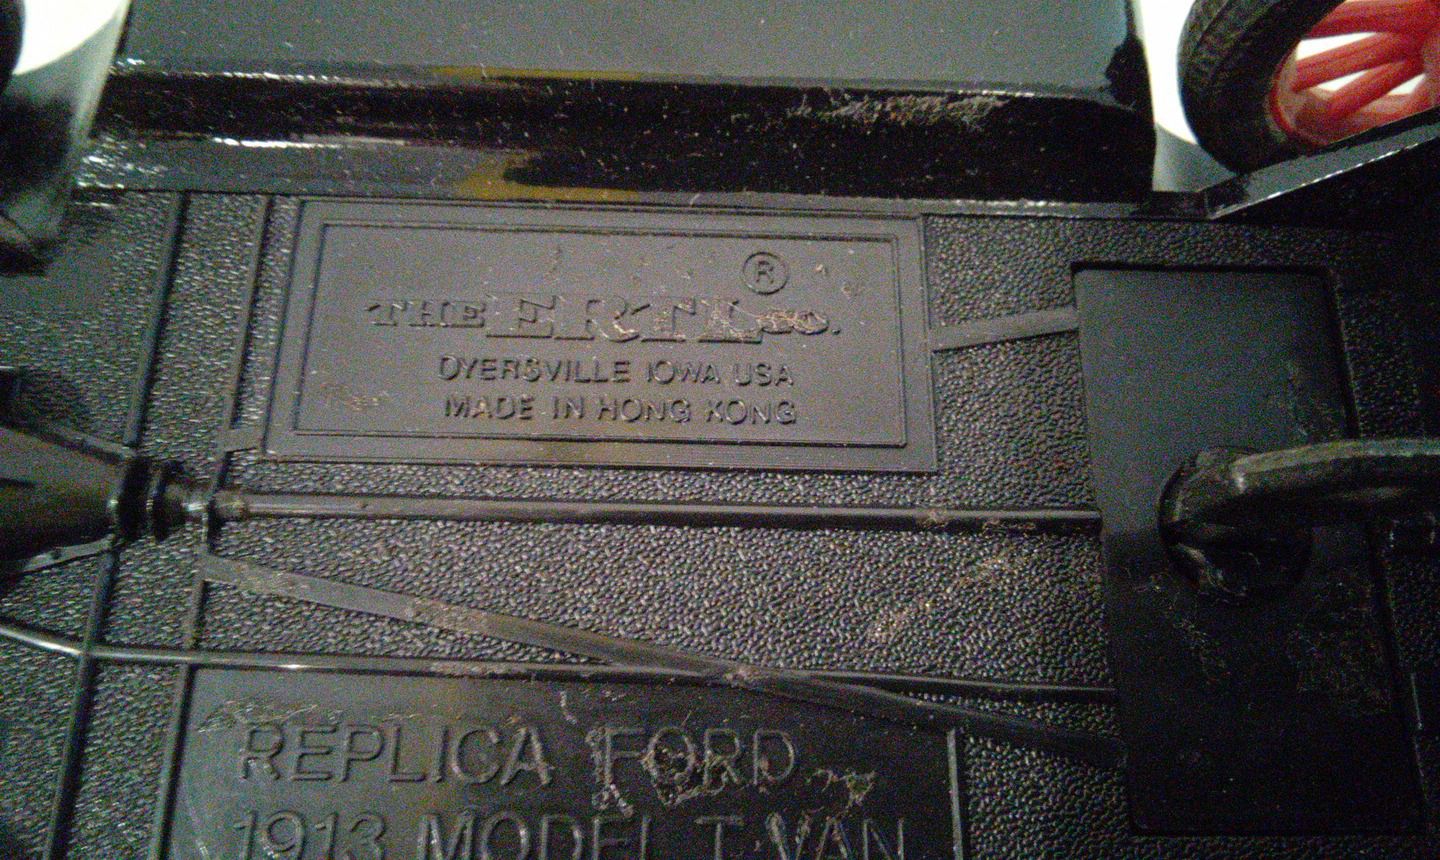 ®
THE ERTL CO.
DYERSVILLE IOWA USA
MADE IN HONG KONG
REPLICA FORD
1913 MODEL T VAN